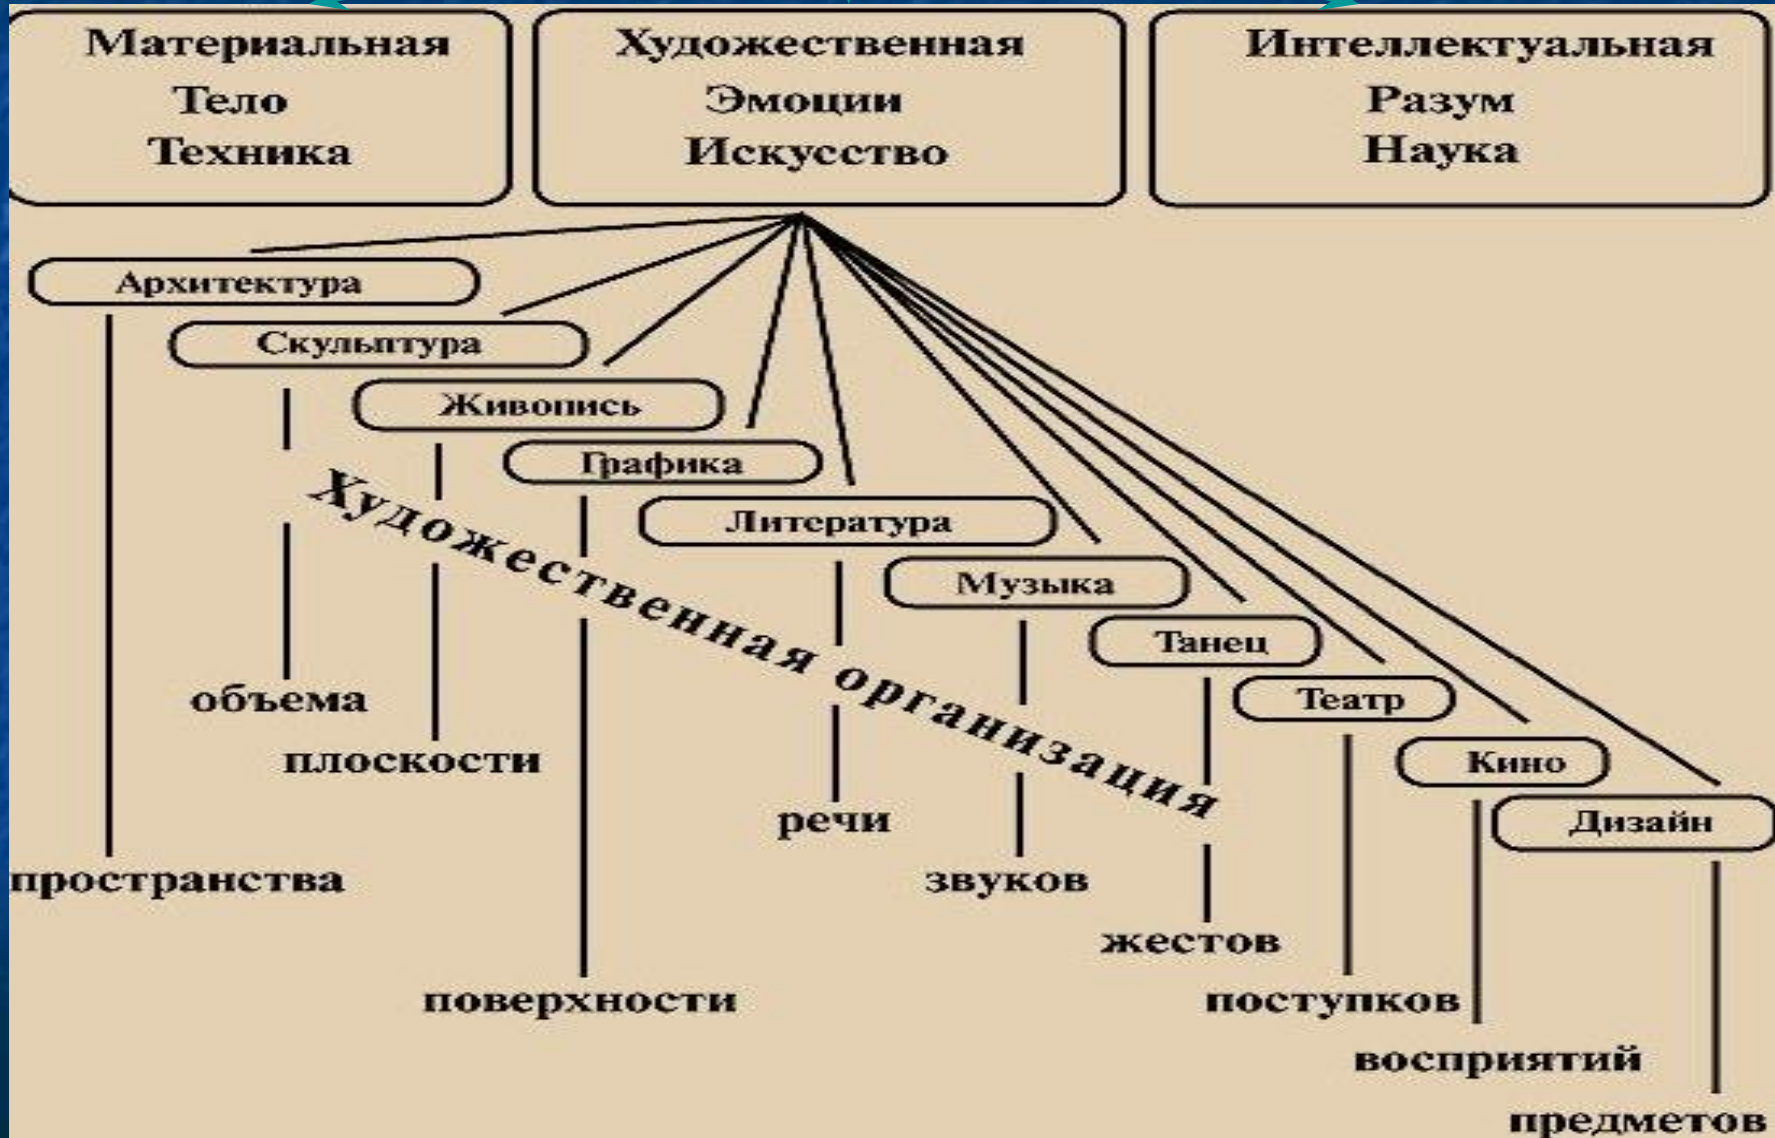 Материальная
Тело
Техника
Художественная
Эмоции
Искусство
Интеллектуальная
Разум
Наука
Архитектура
Скульптура
Живопись
Графика
Литература
Музыка
Танец
Театр
Кино
Дизайн
Художественная организация
объема
плоскости
речи
пространства
звуков
жестов
поверхности
поступков
восприятий
предметов